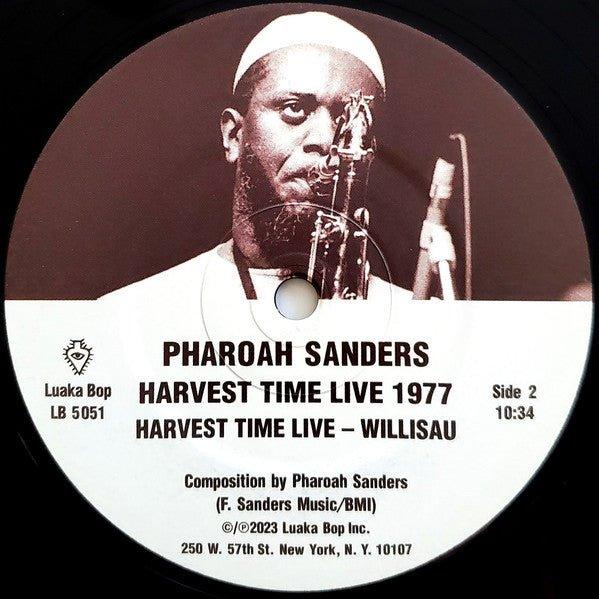 PHAROAH SANDERS
HARVEST TIME LIVE 1977
HARVEST TIME LIVE – WILLISAU
Luaka Bop
LB 5051
Side 2
10:34
Composition by Pharoah Sanders
(F. Sanders Music/BMI)
©/℗2023 Luaka Bop Inc.
250 W. 57th St. New York, N. Y. 10107